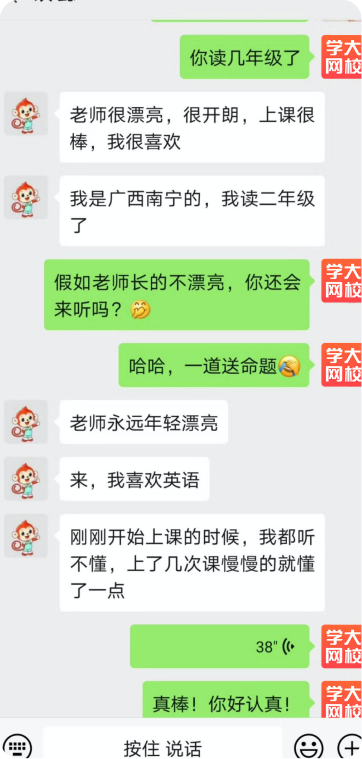 你读几年级了
学大
网校
老师很漂亮，很开朗，上课很
棒，我很喜欢
我是广西南宁的，我读二年级
了
假如老师长的不漂亮，你还会
来听吗？
学大
网校
哈哈，一道送命题
学大
网校
老师永远年轻漂亮
来，我喜欢英语
刚刚开始上课的时候，我都听
不懂，上了几次课慢慢的就懂
了一点
38"
学大
网校
真棒！你好认真！
学大
网校
按住 说话